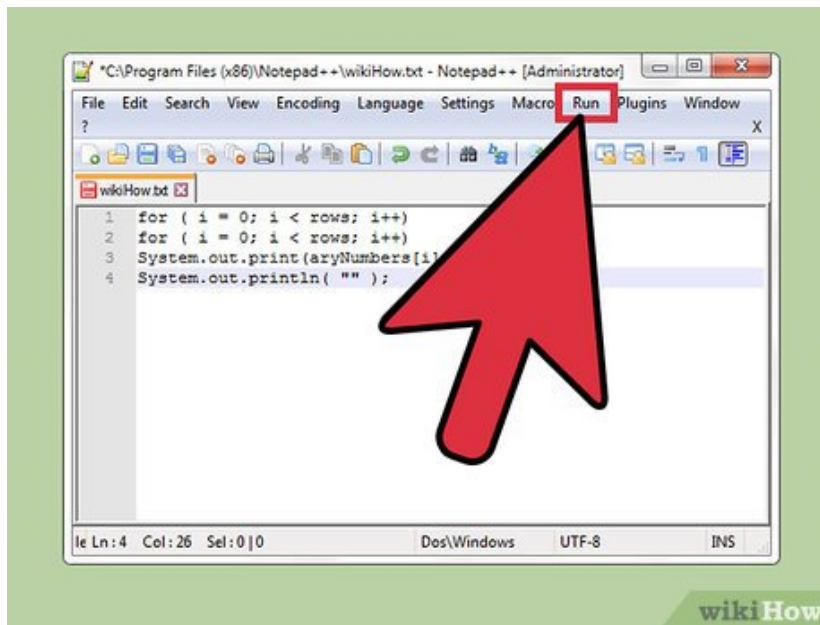 *C:\Program Files (x86)\Notepad++\wikiHow.txt - Notepad++ [Administrator]
File Edit Search View Encoding Language Settings Macro Run Plugins Window
? X
wikiHow.txt
1 for ( i = 0; i < rows; i++)
2 for ( i = 0; i < rows; i++)
3 System.out.print(aryNumbers[i]
4 System.out.println( "" );
le Ln : 4 Col : 26 Sel : 0 | 0 Dos\Windows UTF-8 INS
wikiHow